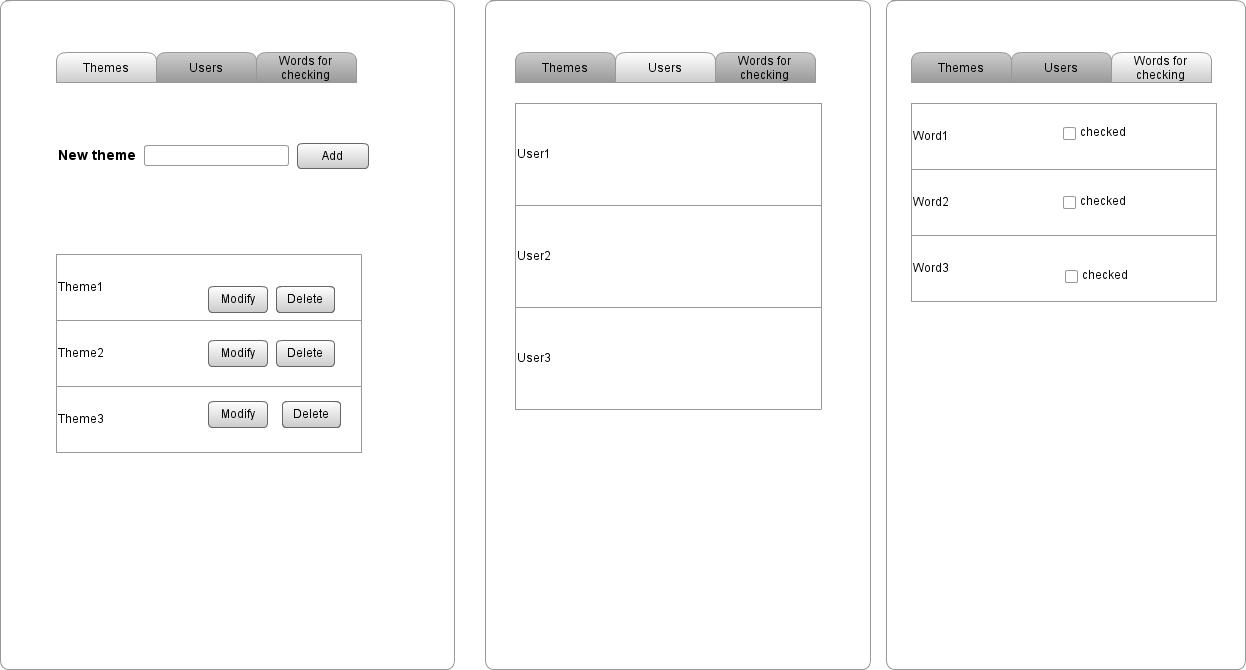 Themes
Users
Words for
checking
New theme
Add
Theme1
Modify
Delete
Theme2
Modify
Delete
Theme3
Modify
Delete
Themes
Users
Words for
checking
User1
User2
User3
Themes
Users
Words for
checking
Word1
checked
Word2
checked
Word3
checked